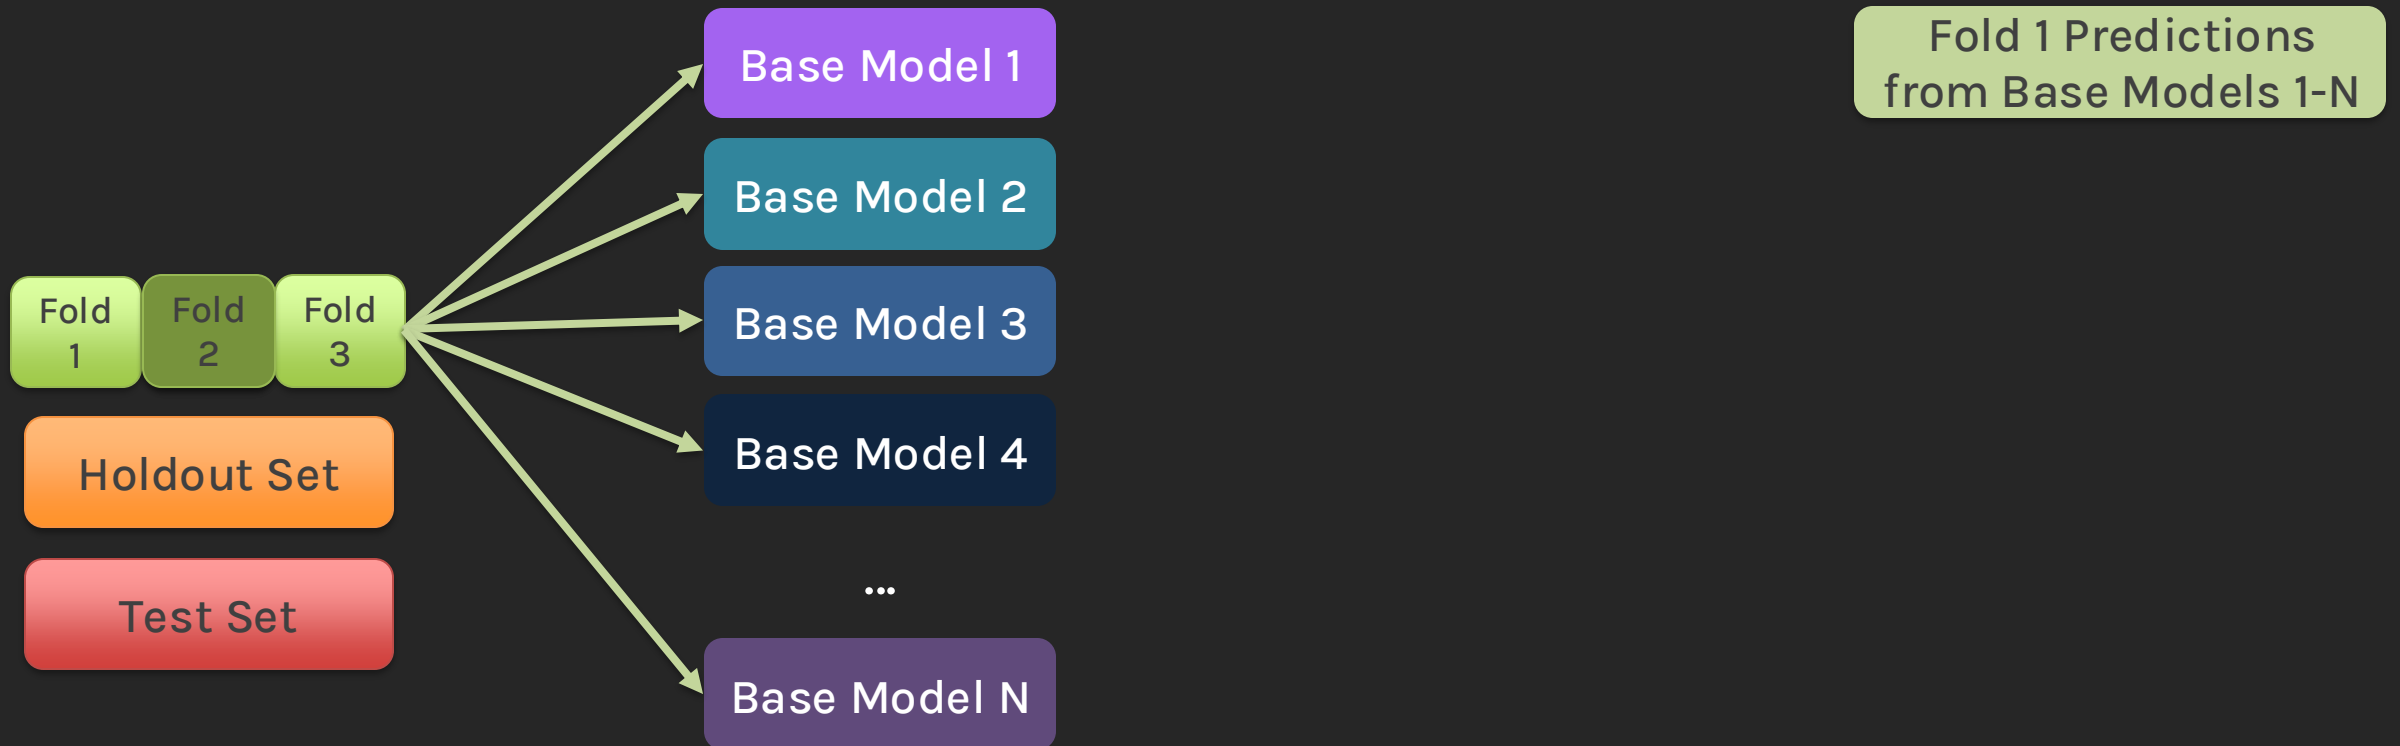 Base Model 1
Fold 1 Predictions
from Base Models 1-N
Base Model 2
Fold
1
Fold
2
Fold
3
Base Model 3
Holdout Set
Base Model 4
Test Set
...
Base Model N